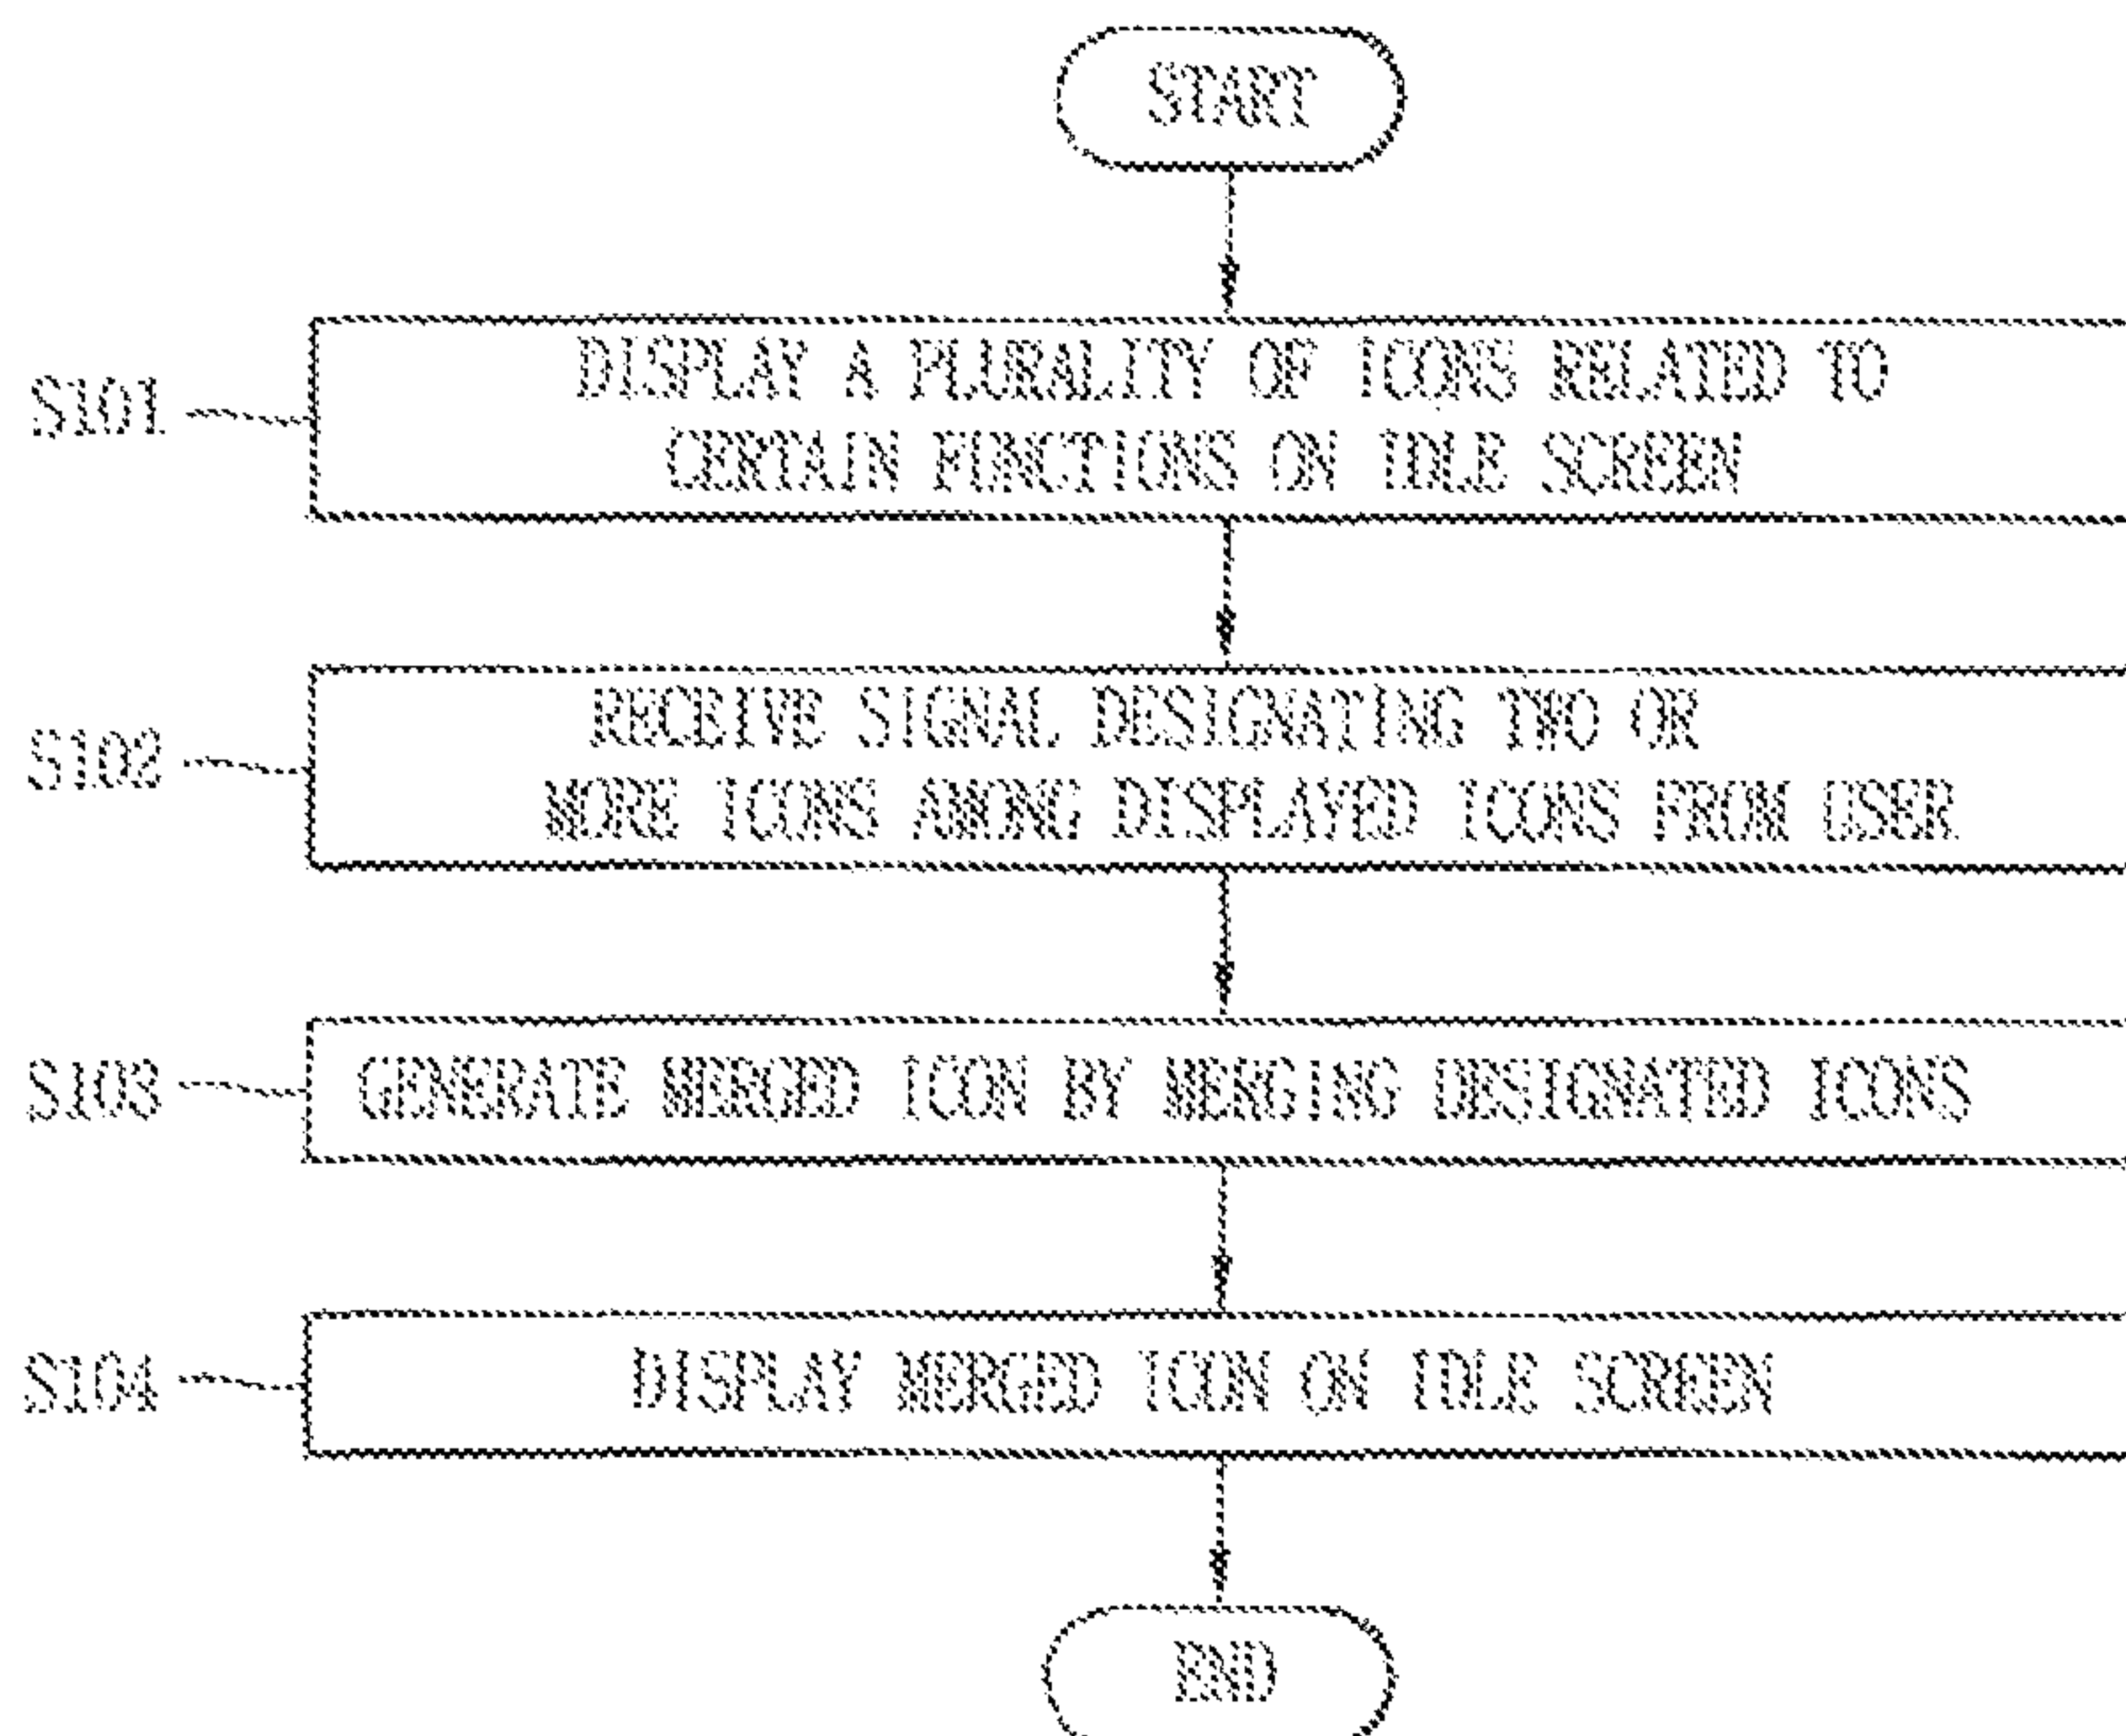 START
S101
DISPLAY A PLURALITY OF ICONS RELATED TO
CERTAIN FUNCTIONS ON IDLE SCREEN
S102
RECEIVE SIGNAL DESIGNATING TWO OR
MORE ICONS AMONG DISPLAYED ICONS FROM USER
S103
GENERATE MERGED ICON BY MERGING DESIGNATED ICONS
S104
DISPLAY MERGED ICON ON IDLE SCREEN
END